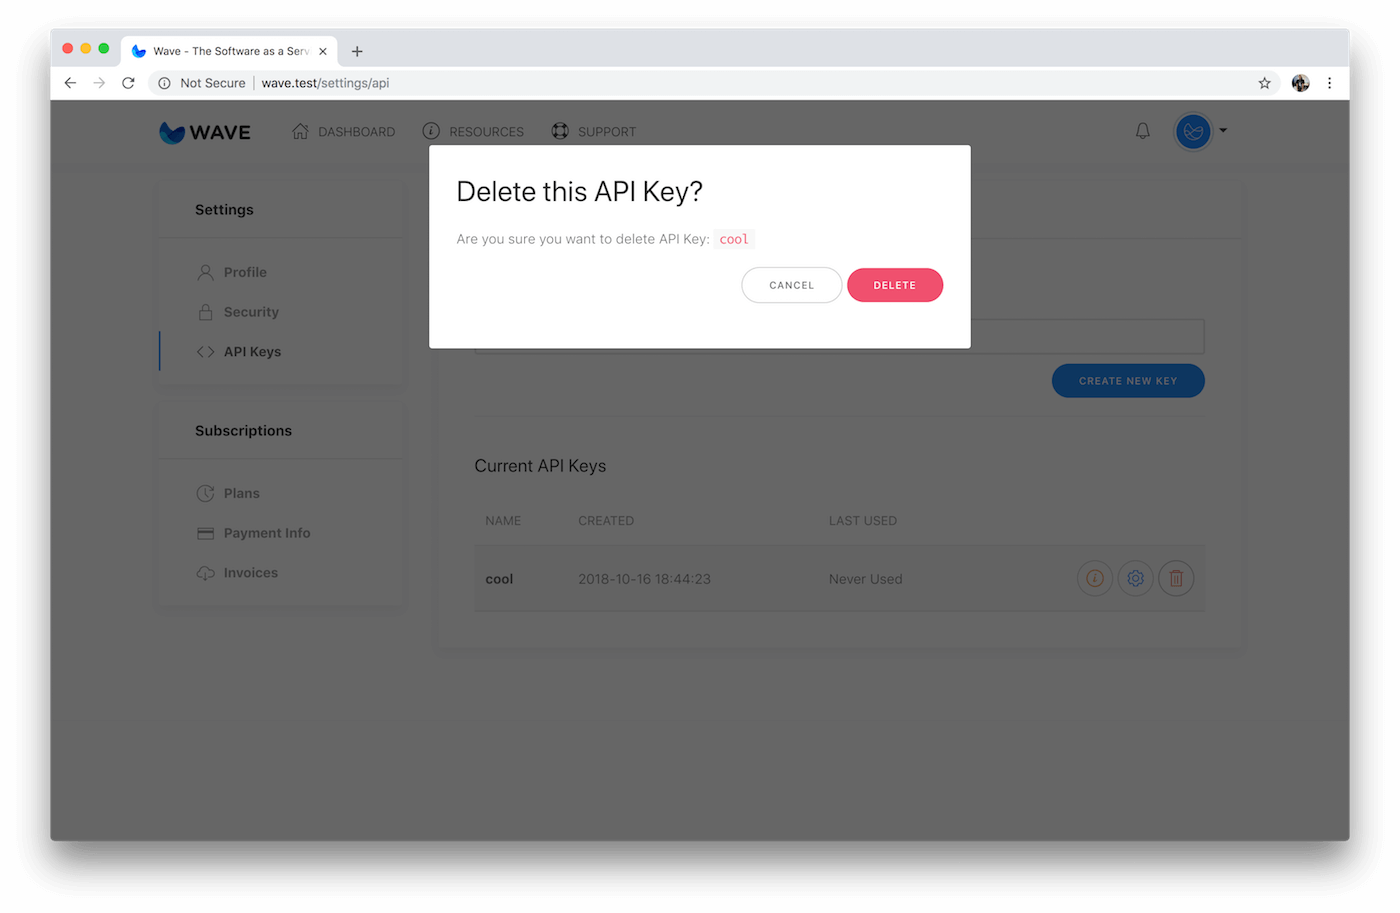 Wave - The Software as a Serv
Not Secure | wave.test/settings/api
WAVE DASHBOARD RESOURCES SUPPORT
Delete this API Key?
Are you sure you want to delete API Key: cool
CANCEL DELETE
Settings
Profile
Security
API Keys
Subscriptions
Plans
Payment Info
Invoices
CREATE NEW KEY
Current API Keys
NAME CREATED LAST USED
cool 2018-10-16 18:44:23 Never Used